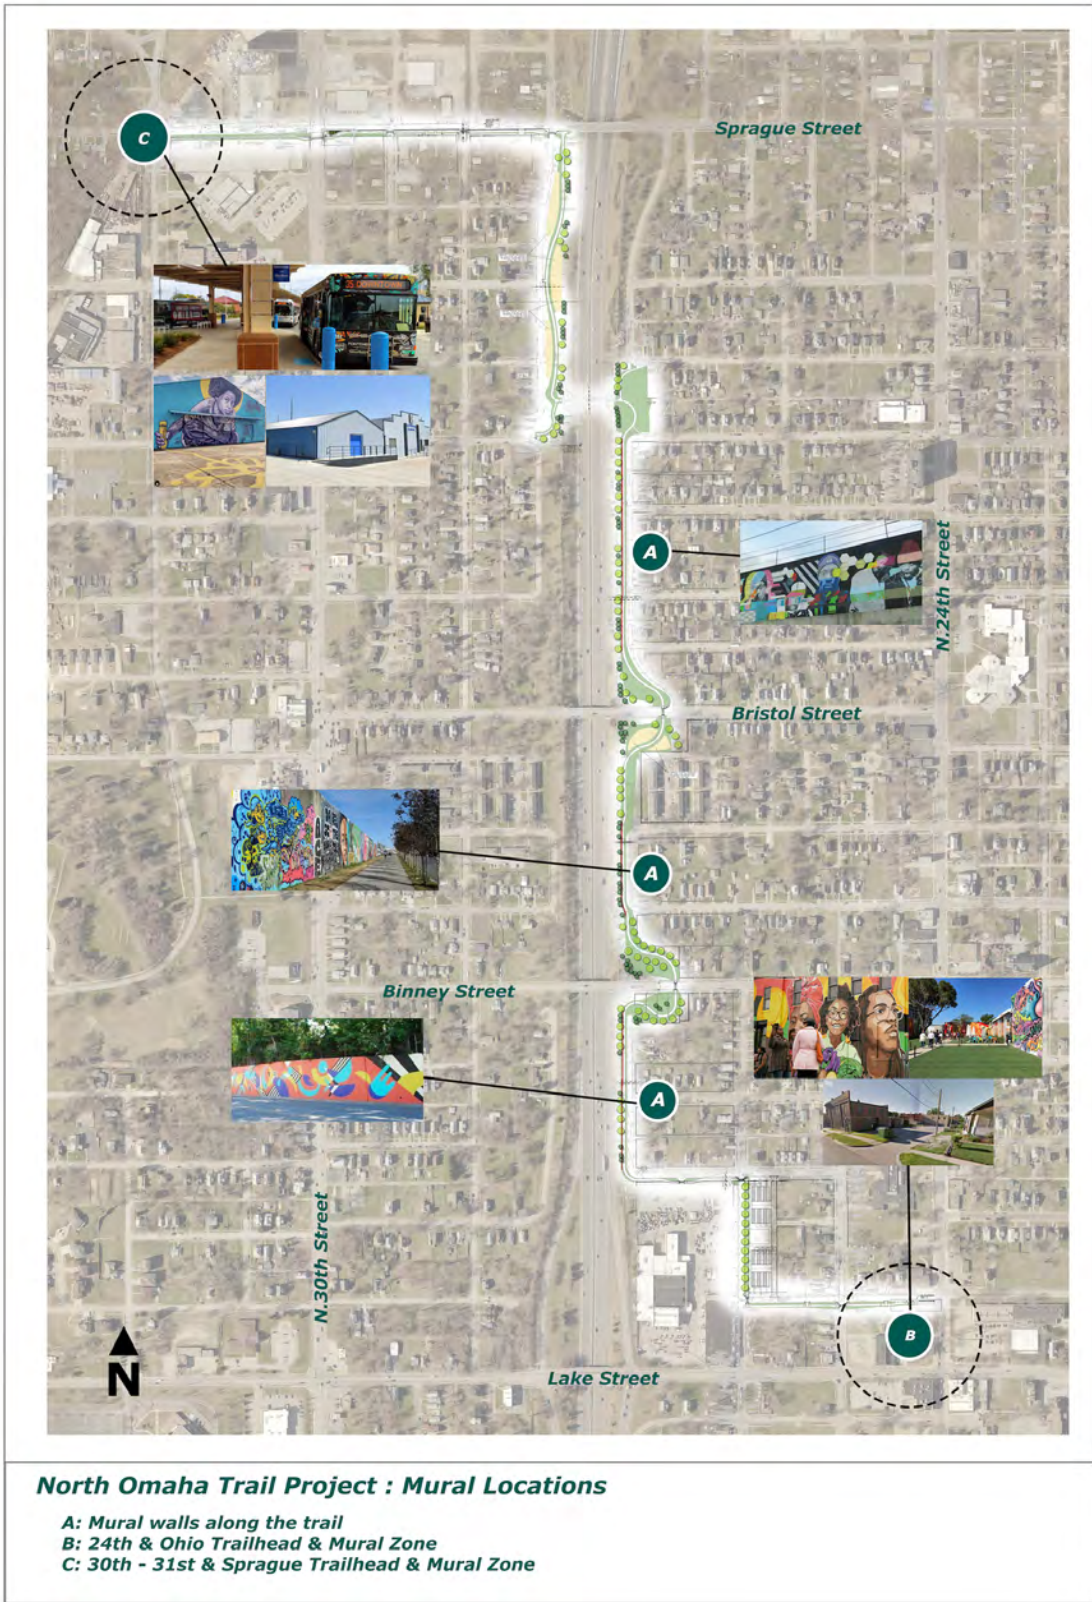 Sprague Street
C
A
N.24th Street
Bristol Street
A
Binney Street
A
N.30th Street
B
N
Lake Street
North Omaha Trail Project : Mural Locations
A: Mural walls along the trail
B: 24th & Ohio Trailhead & Mural Zone
C: 30th - 31st & Sprague Trailhead & Mural Zone